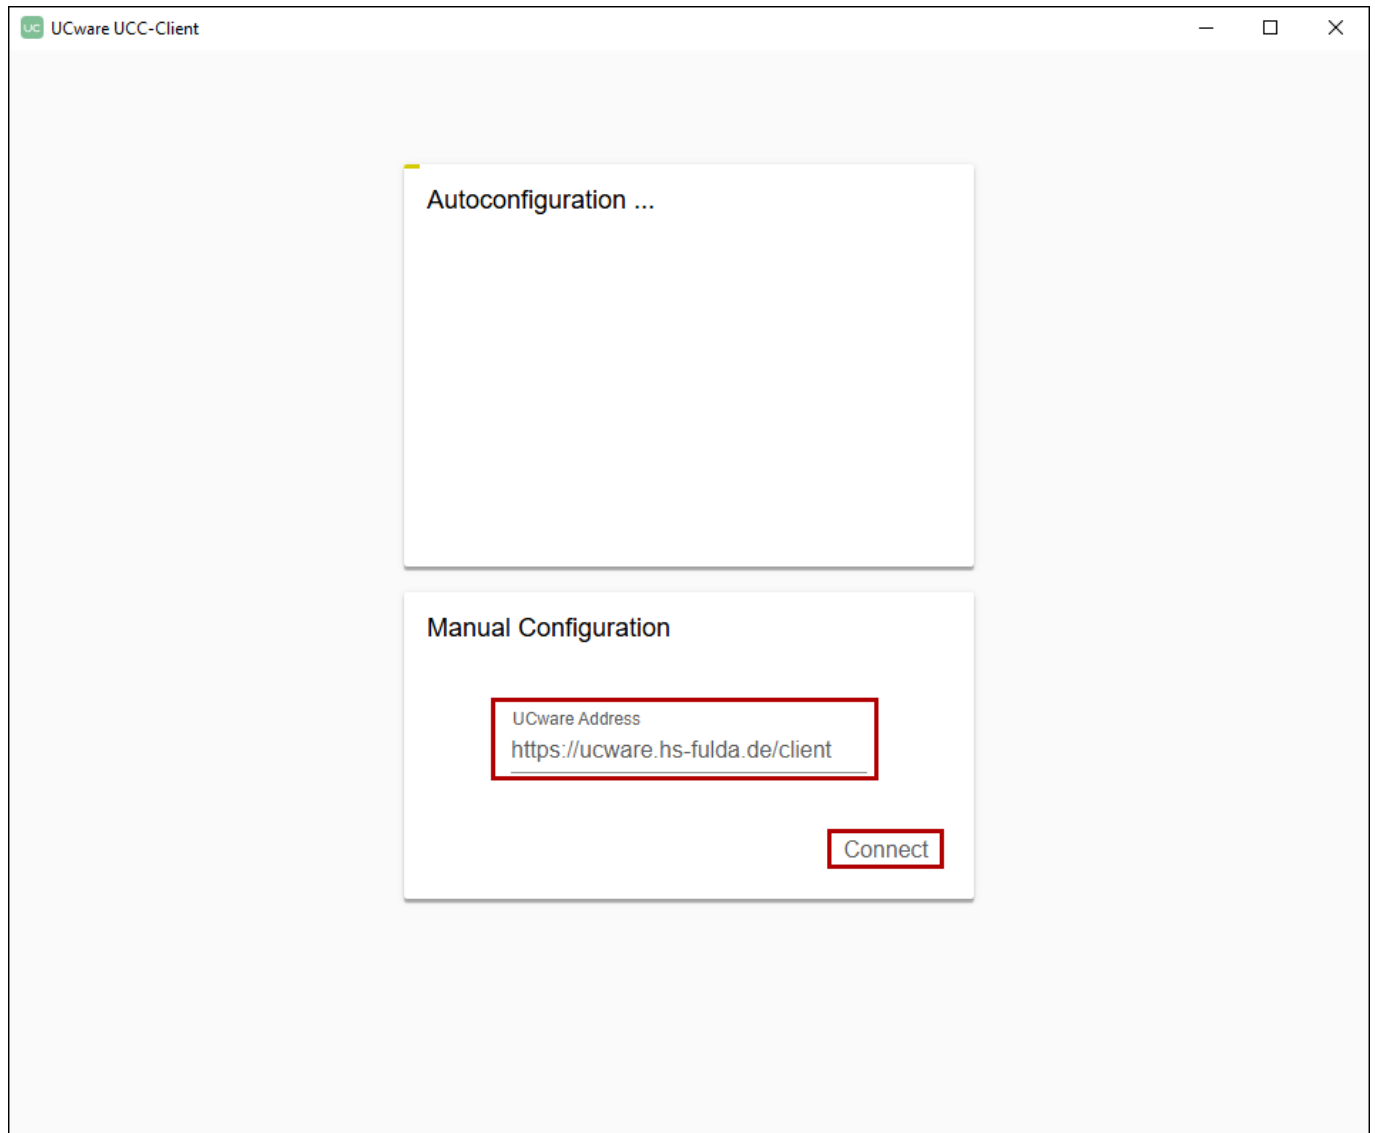 UC UCware UCC-Client
Autoconfiguration ...
Manual Configuration
UCware Address
https://ucware.hs-fulda.de/client
Connect